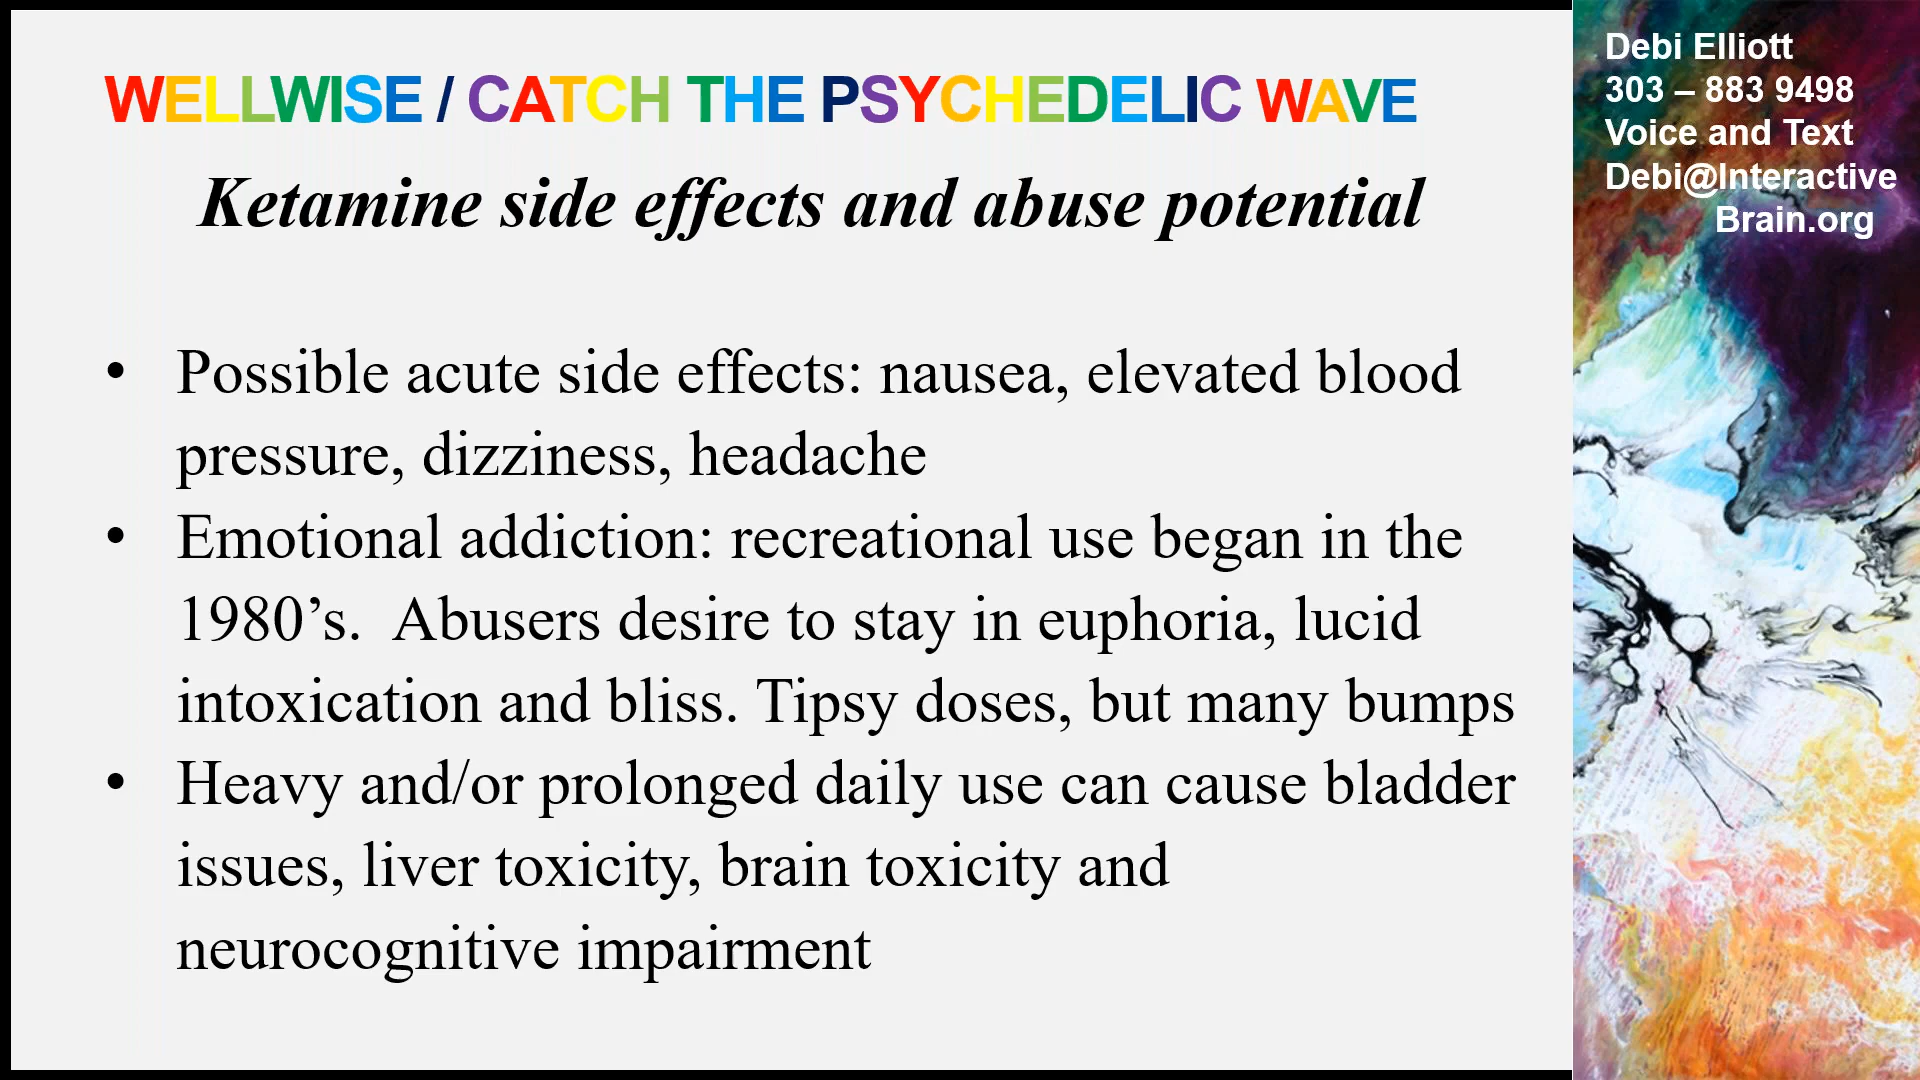 WELLWISE / CATCH THE PSYCHEDELIC WAVE
Ketamine side effects and abuse potential
• Possible acute side effects: nausea, elevated blood
pressure, dizziness, headache
• Emotional addiction: recreational use began in the
1980’s.  Abusers desire to stay in euphoria, lucid
intoxication and bliss. Tipsy doses, but many bumps
• Heavy and/or prolonged daily use can cause bladder
issues, liver toxicity, brain toxicity and
neurocognitive impairment
Debi Elliott
303 – 883 9498
Voice and Text
Debi@Interactive
Brain.org